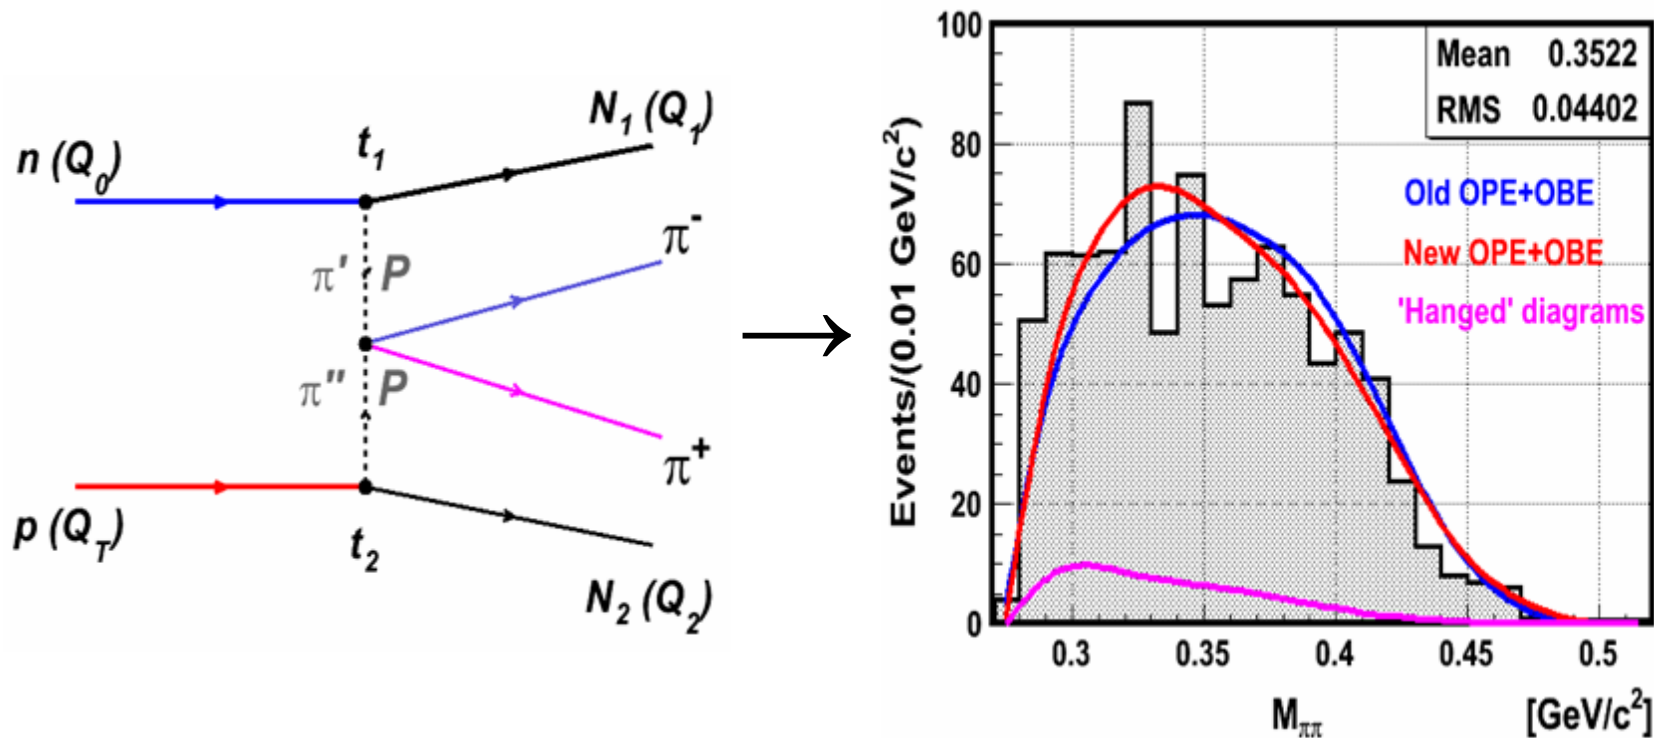 n (Q₀)
t₁
N₁ (Q₁)
π⁻
π' P
π'' P
π⁺
p (Q_T)
t₂
N₂ (Q₂)
Mean 0.3522
RMS 0.04402
Old OPE+OBE
New OPE+OBE
'Hanged' diagrams
Events/(0.01 GeV/c²)
100
80
60
40
20
0
0.3 0.35 0.4 0.45 0.5
M_ππ [GeV/c²]